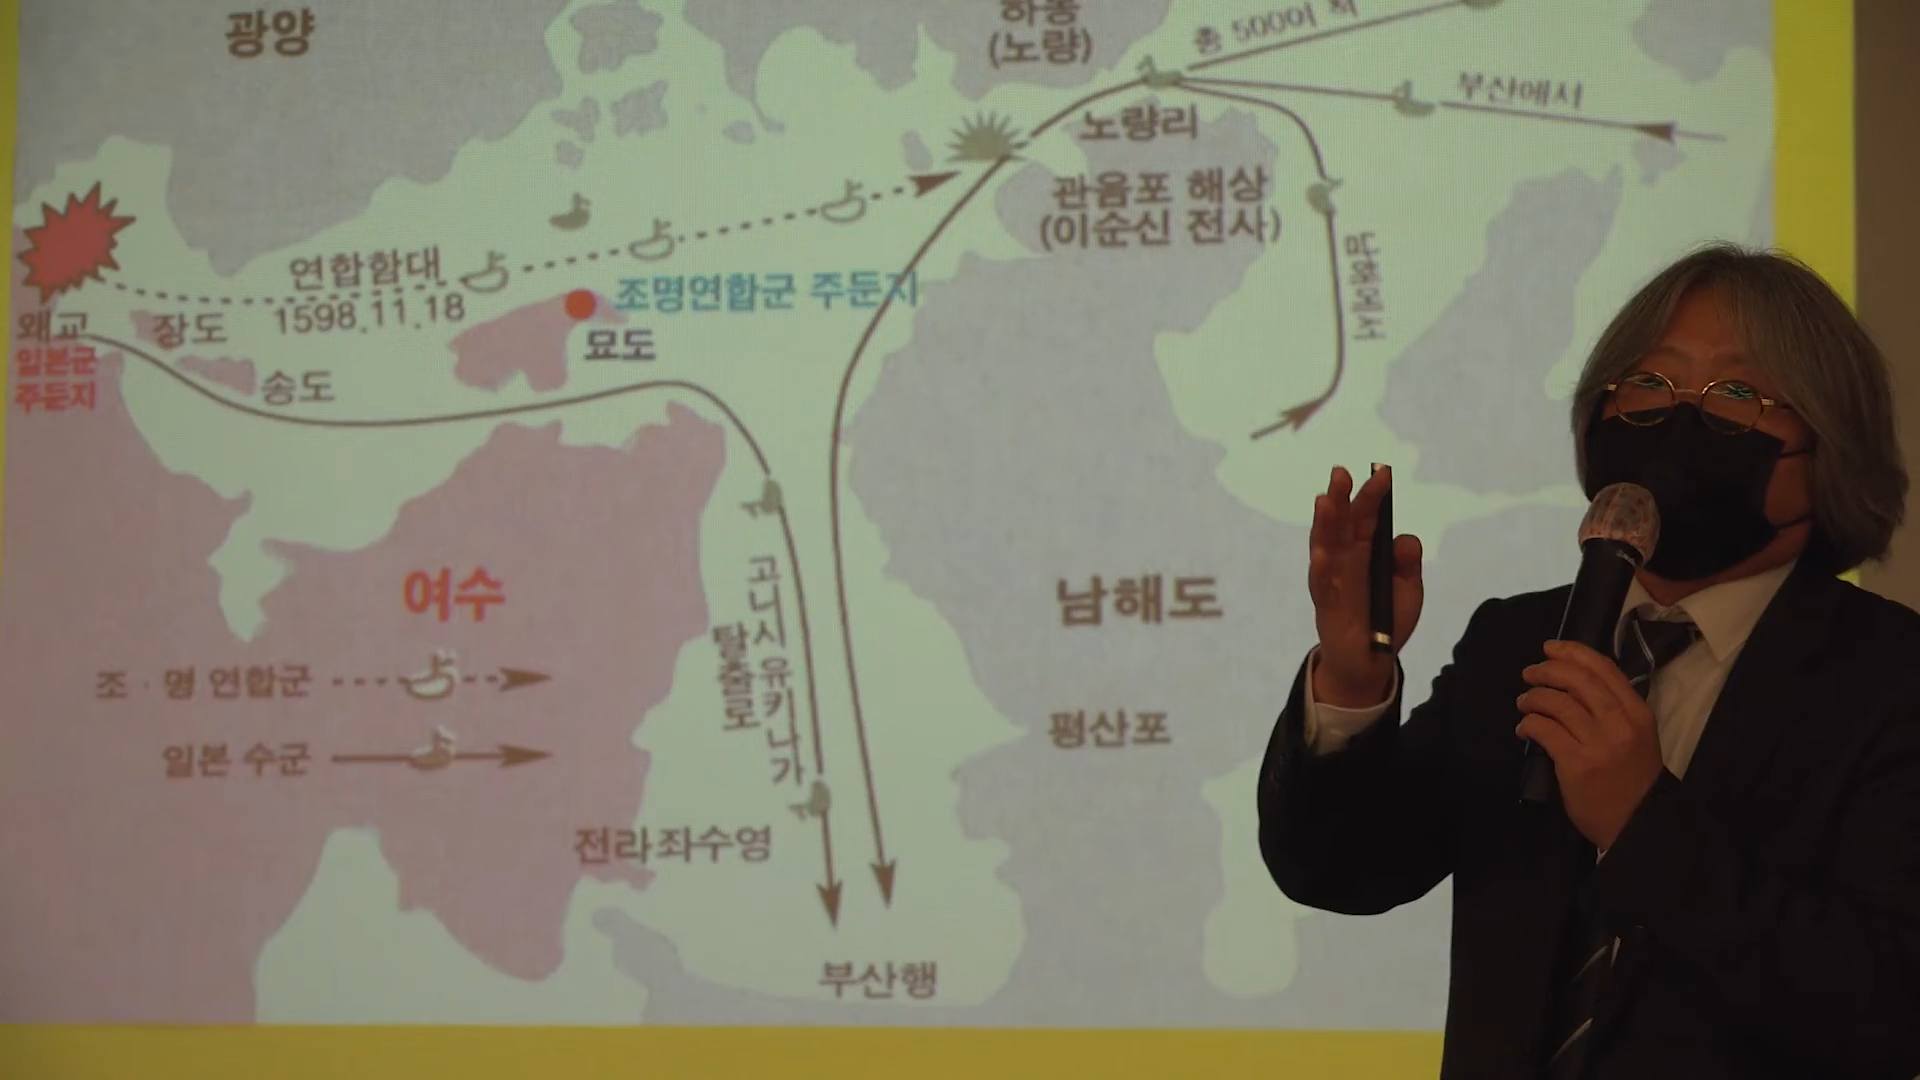 광양
하동
(노량)
총 500여 척
부산에서
노량리
관음포 해상
(이순신 전사)
남해에서
연합함대
1598.11.18
조명연합군 주둔지
묘도
왜교
일본군
주둔지
장도
송도
여수
고니시 유키나가
탈출로
남해도
조·명 연합군
일본 수군
평산포
전라좌수영
부산행